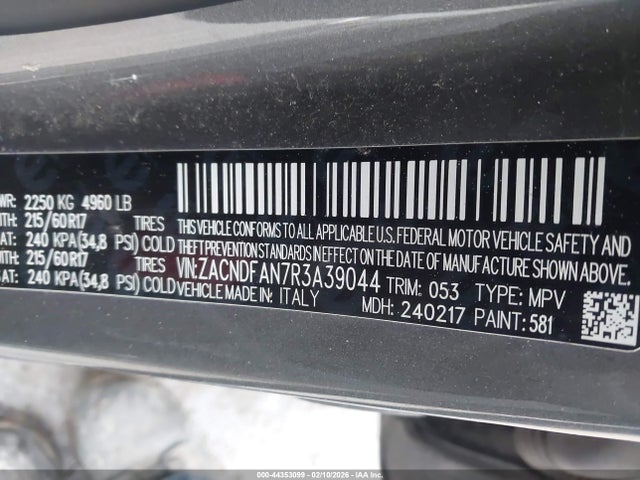 WR: 2250 KG 4960 LB
WITH: 215/60R17 TIRES
AT: 240 KPA(34,8 PSI) COLD
WITH: 215/60R17 TIRES
AT: 240 KPA(34,8 PSI) COLD
THIS VEHICLE CONFORMS TO ALL APPLICABLE U.S. FEDERAL MOTOR VEHICLE SAFETY AND
THEFT PREVENTION STANDARDS IN EFFECT ON THE DATE OF MANUFACTURE SHOWN ABOVE.
VIN:ZACNDFAN7R3A39044 TRIM: 053 TYPE: MPV
VEHICLE MADE IN: ITALY MDH: 240217 PAINT: 581
000-44353099 - 02/10/2026 - IAA Inc.